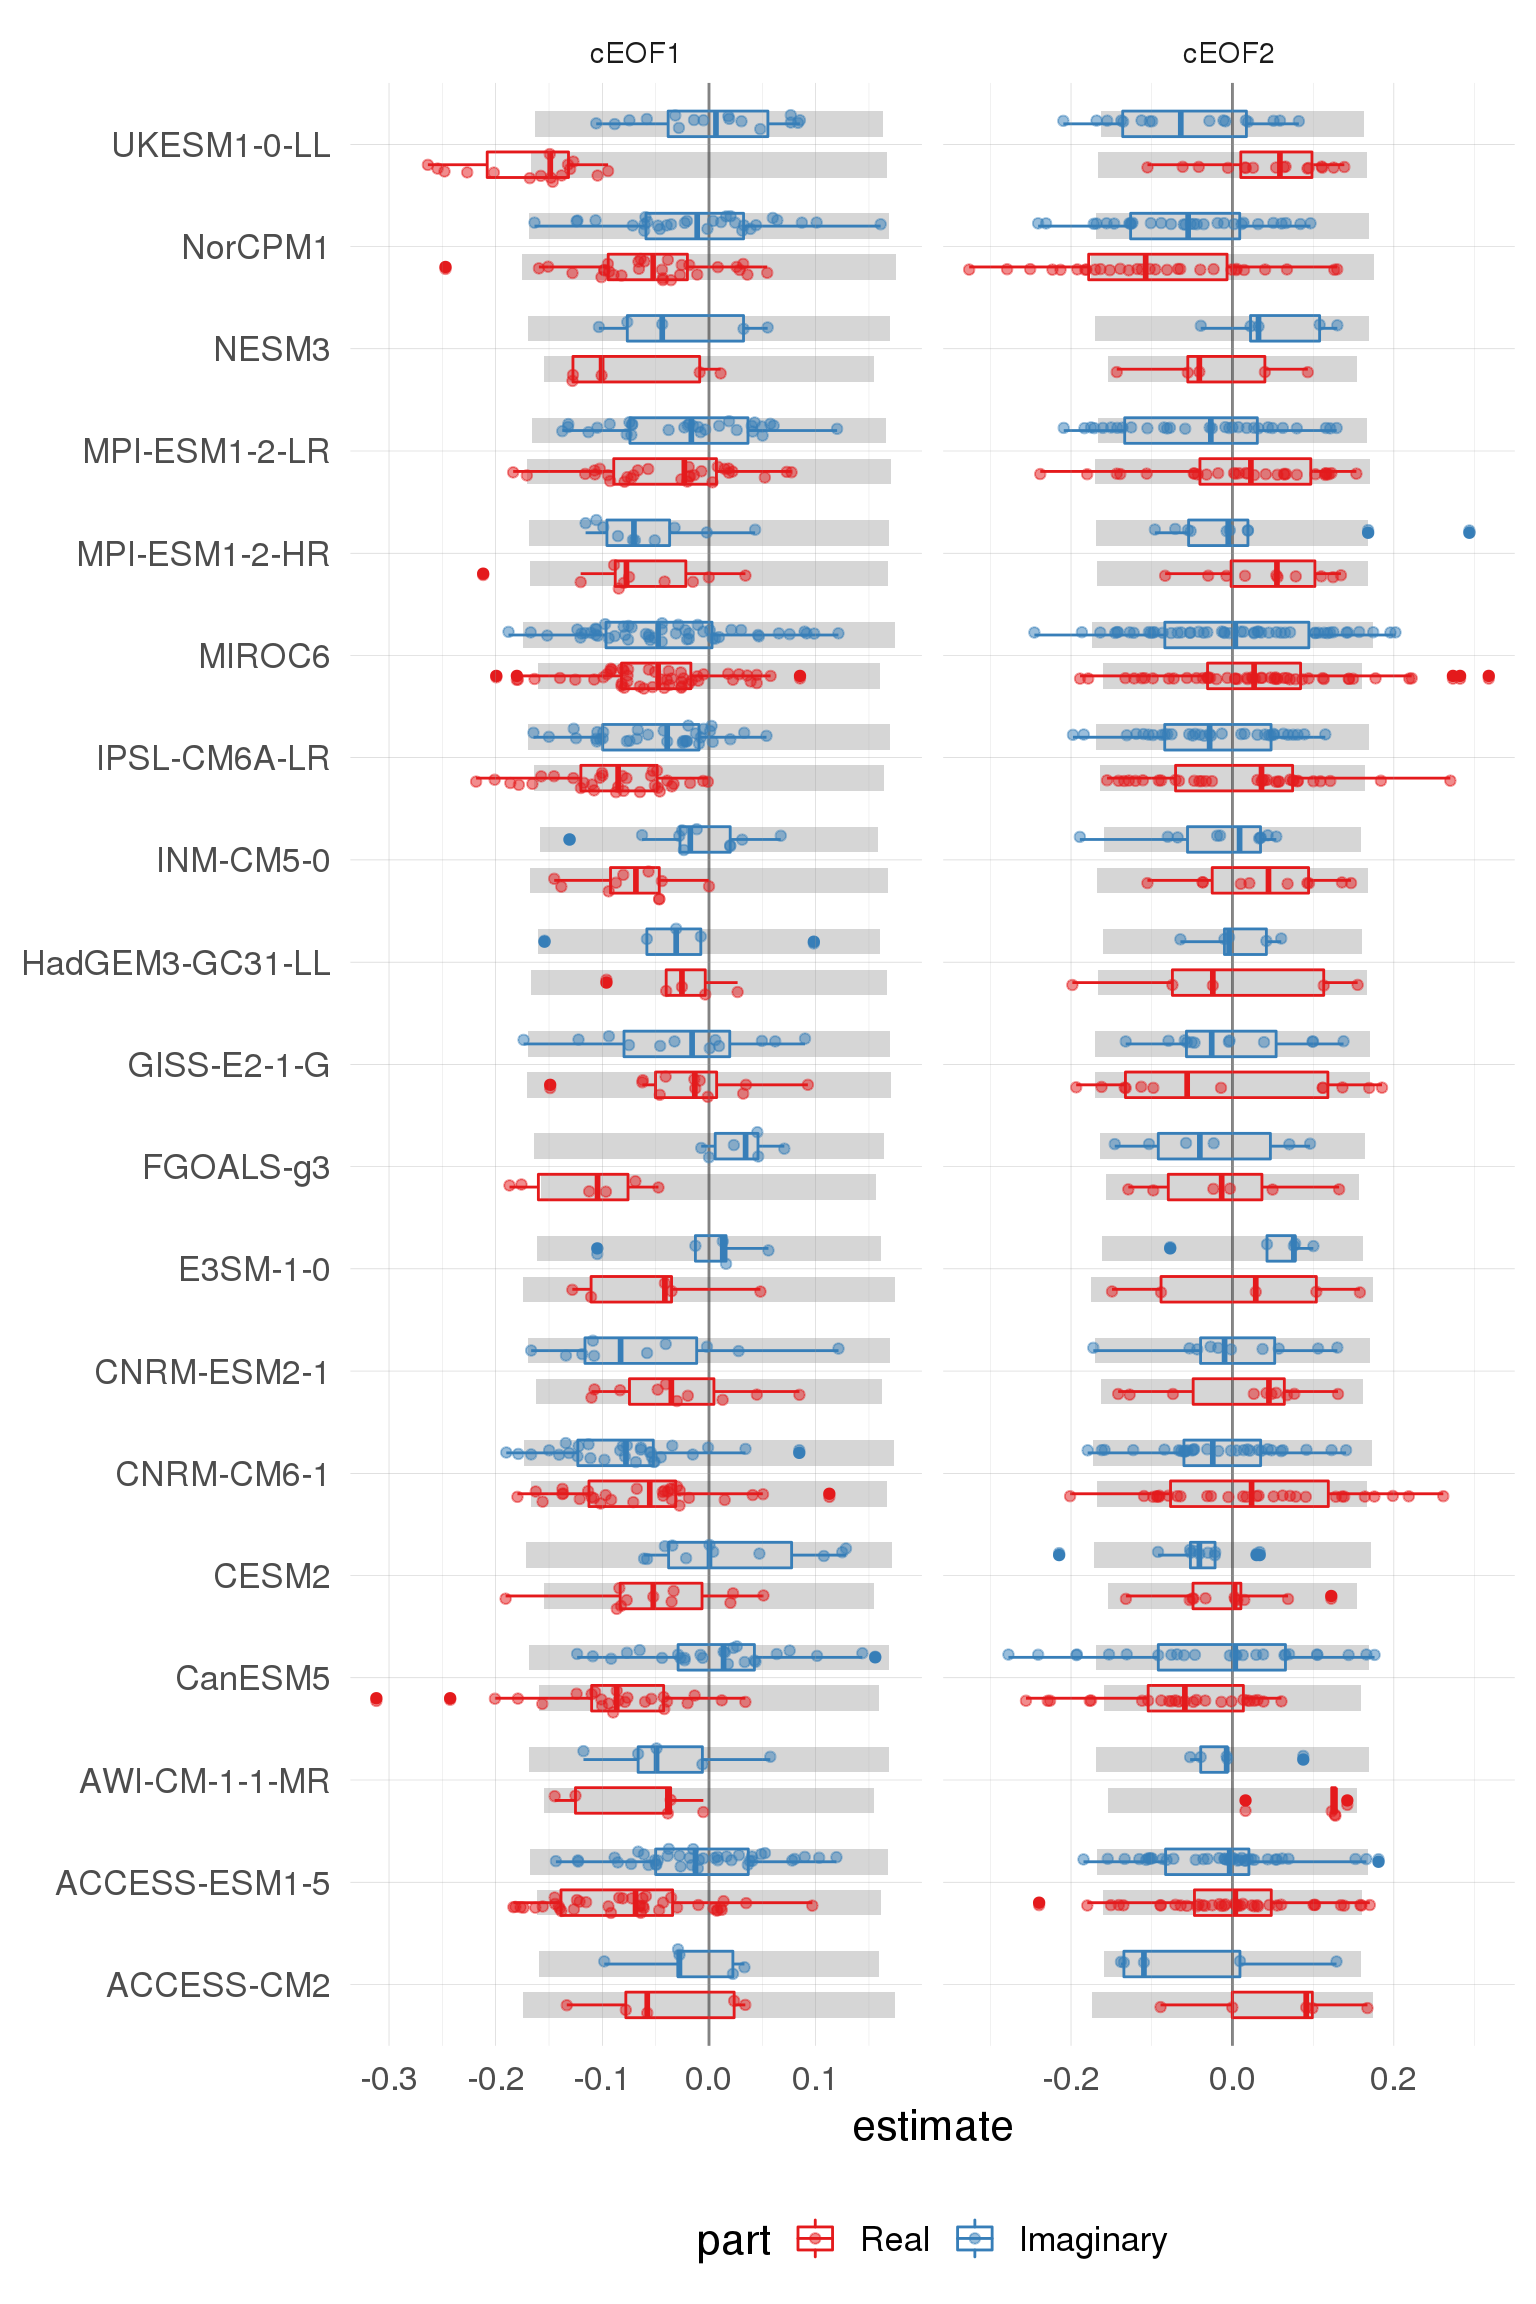 cEOF1 cEOF2
UKESM1-0-LL
NorCPM1
NESM3
MPI-ESM1-2-LR
MPI-ESM1-2-HR
MIROC6
IPSL-CM6A-LR
INM-CM5-0
HadGEM3-GC31-LL
GISS-E2-1-G
FGOALS-g3
E3SM-1-0
CNRM-ESM2-1
CNRM-CM6-1
CESM2
CanESM5
AWI-CM-1-1-MR
ACCESS-ESM1-5
ACCESS-CM2
-0.3 -0.2 -0.1 0.0 0.1 -0.2 0.0 0.2
estimate
part Real Imaginary